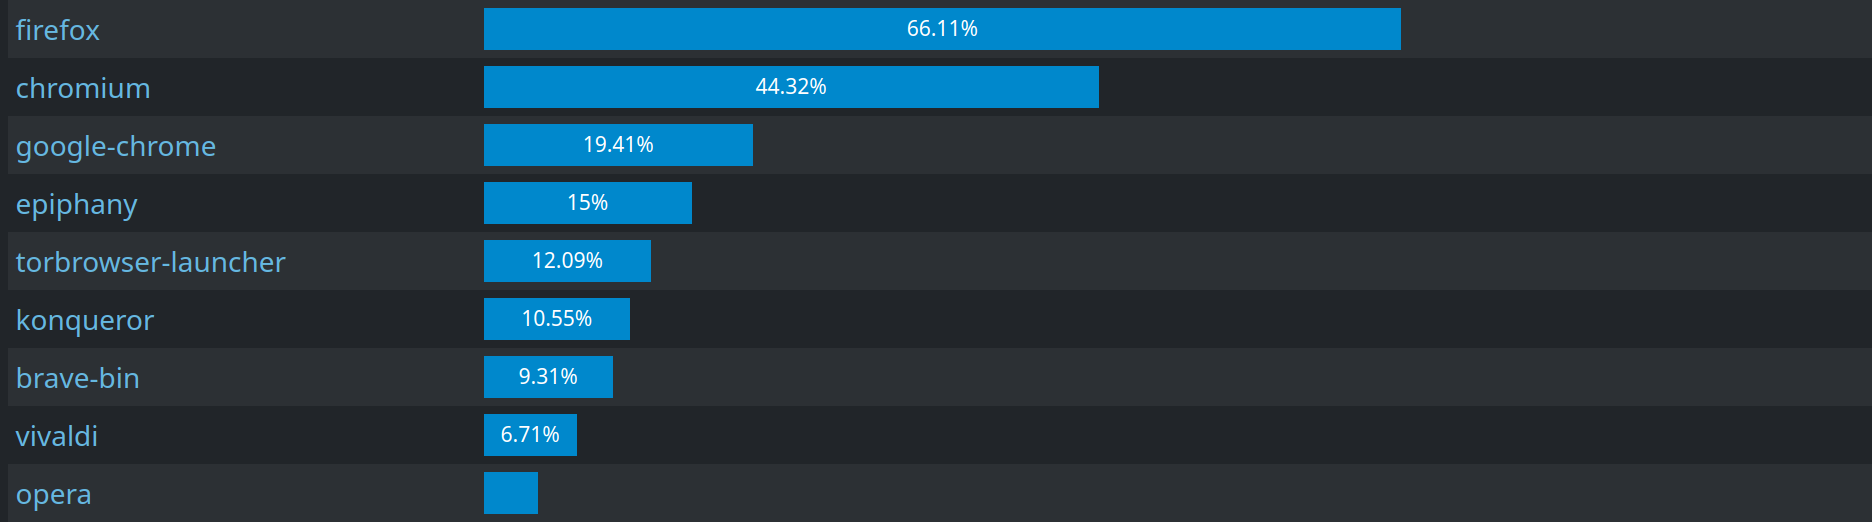 firefox 66.11%
chromium 44.32%
google-chrome 19.41%
epiphany 15%
torbrowser-launcher 12.09%
konqueror 10.55%
brave-bin 9.31%
vivaldi 6.71%
opera